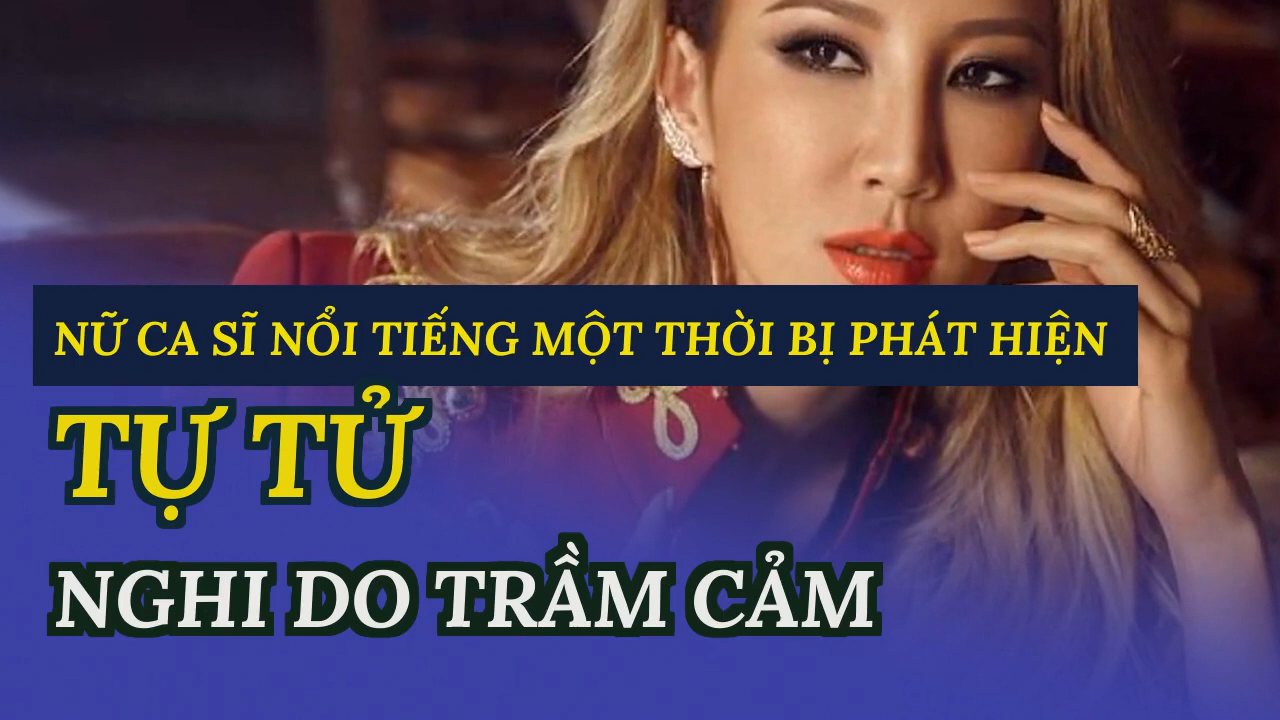 NỮ CA SĨ NỔI TIẾNG MỘT THỜI BỊ PHÁT HIỆN
TỰ TỬ
NGHI DO TRẦM CẢM